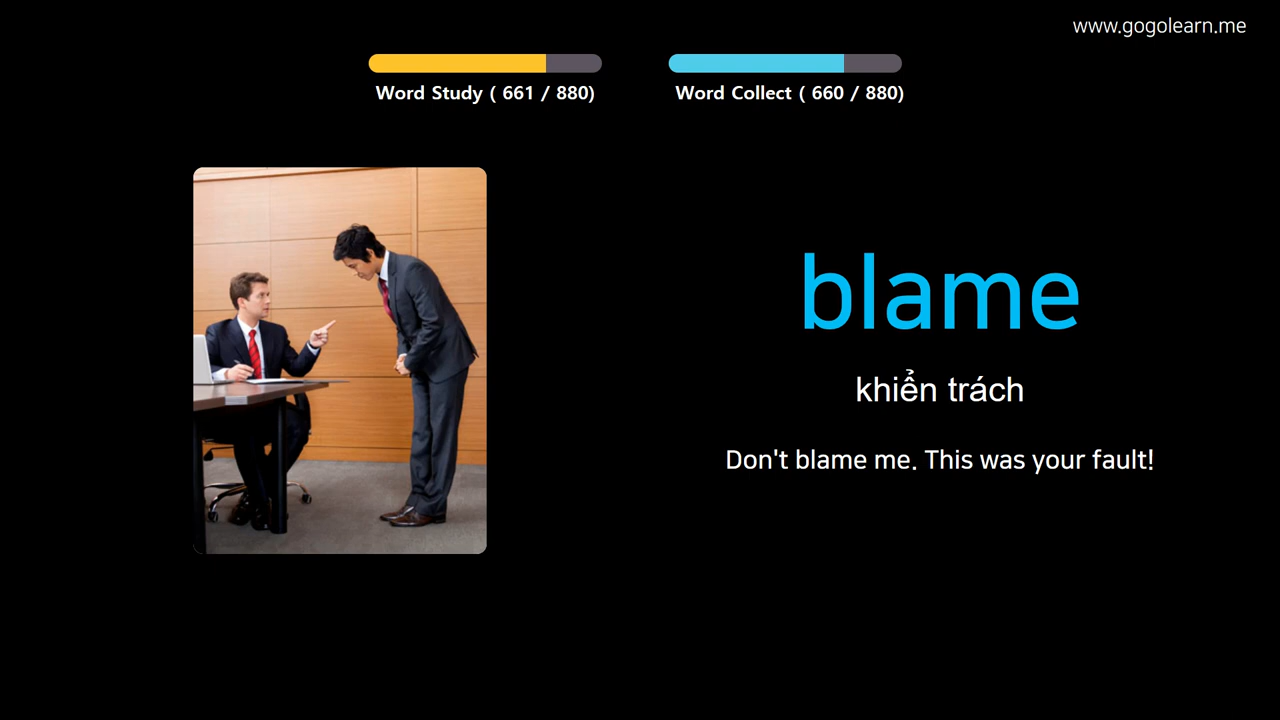 www.gogolearn.me
Word Study ( 661 / 880)
Word Collect ( 660 / 880)
blame
khiển trách
Don't blame me. This was your fault!